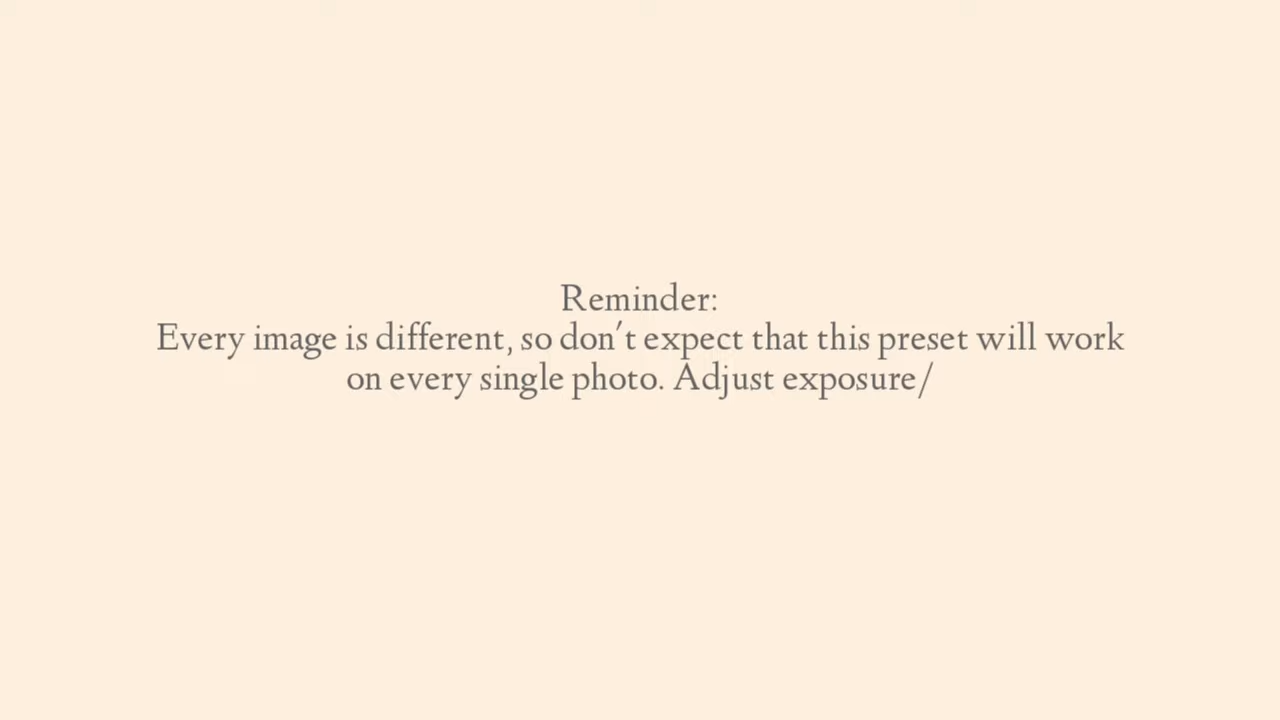 Reminder:
Every image is different, so don't expect that this preset will work
on every single photo. Adjust exposure/